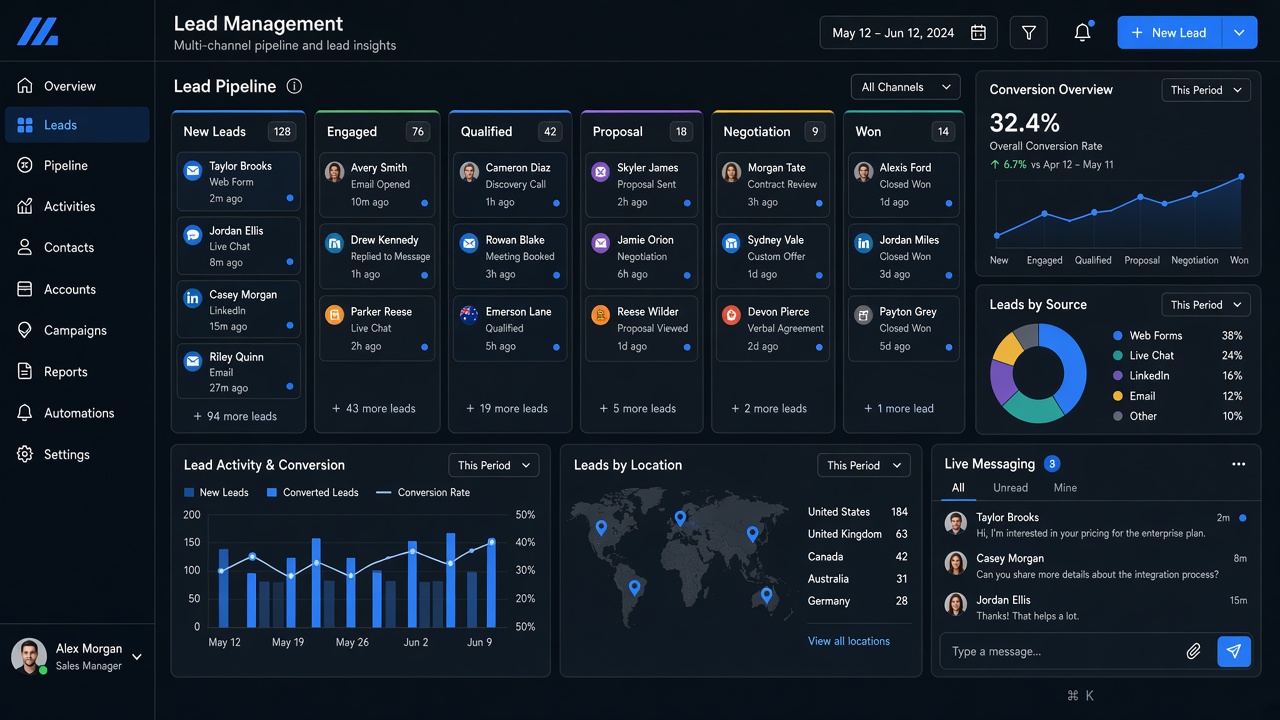 Lead Management
Multi-channel pipeline and lead insights
May 12 – Jun 12, 2024
New Lead
Overview
Leads
Pipeline
Activities
Contacts
Accounts
Campaigns
Reports
Automations
Settings
Alex Morgan
Sales Manager
Lead Pipeline
All Channels
New Leads 128
Taylor Brooks
Web Form
2m ago
Jordan Ellis
Live Chat
8m ago
in
Casey Morgan
LinkedIn
15m ago
Riley Quinn
Email
27m ago
+ 94 more leads
Engaged 76
Avery Smith
Email Opened
10m ago
Drew Kennedy
Replied to Message
1h ago
Parker Reese
Live Chat
2h ago
+ 43 more leads
Qualified 42
Cameron Diaz
Discovery Call
1h ago
Rowan Blake
Meeting Booked
3h ago
Emerson Lane
Qualified
5h ago
+ 19 more leads
Proposal 18
Skyler James
Proposal Sent
2h ago
Jamie Orion
Negotiation
6h ago
Reese Wilder
Proposal Viewed
1d ago
+ 5 more leads
Negotiation 9
Morgan Tate
Contract Review
3h ago
Sydney Vale
Custom Offer
1d ago
Devon Pierce
Verbal Agreement
2d ago
+ 2 more leads
Won 14
Alexis Ford
Closed Won
1d ago
in
Jordan Miles
Closed Won
3d ago
Payton Grey
Closed Won
5d ago
+ 1 more lead
Conversion Overview
This Period
32.4%
Overall Conversion Rate
↑ 6.7% vs Apr 12 – May 11
New Engaged Qualified Proposal Negotiation Won
Leads by Source
This Period
Web Forms 38%
Live Chat 24%
LinkedIn 16%
Email 12%
Other 10%
Lead Activity & Conversion
This Period
New Leads Converted Leads Conversion Rate
200 50%
150 40%
100 30%
50 20%
0 50%
May 12 May 19 May 26 Jun 2 Jun 9
Leads by Location
This Period
United States 184
United Kingdom 63
Canada 42
Australia 31
Germany 28
View all locations
Live Messaging 3
All Unread Mine
Taylor Brooks 2m
Hi, I'm interested in your pricing for the enterprise plan.
Casey Morgan 8m
Can you share more details about the integration process?
Jordan Ellis 15m
Thanks! That helps a lot.
Type a message...
⌘ K